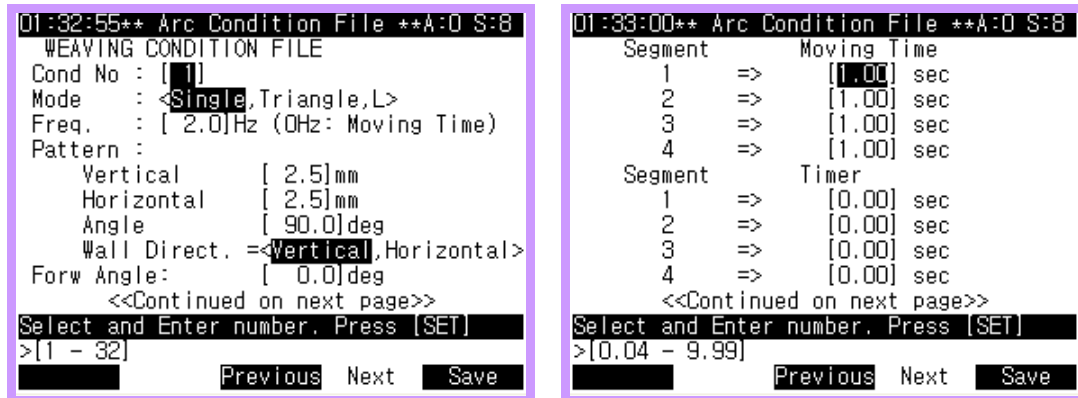 01:32:55** Arc Condition File **A:0 S:8
WEAVING CONDITION FILE
Cond No : [ 1]
Mode : <Single,Triangle,L>
Freq. : [ 2.0]Hz (0Hz: Moving Time)
Pattern :
Vertical [ 2.5]mm
Horizontal [ 2.5]mm
Angle [ 90.0]deg
Wall Direct. =<Vertical,Horizontal>
Forw Angle: [ 0.0]deg
<<Continued on next page>>
Select and Enter number. Press [SET]
>[1 - 32]
Previous Next Save
01:33:00** Arc Condition File **A:0 S:8
Segment Moving Time
1 => [1.00] sec
2 => [1.00] sec
3 => [1.00] sec
4 => [1.00] sec
Segment Timer
1 => [0.00] sec
2 => [0.00] sec
3 => [0.00] sec
4 => [0.00] sec
<<Continued on next page>>
Select and Enter number. Press [SET]
>[0.04 - 9.99]
Previous Next Save